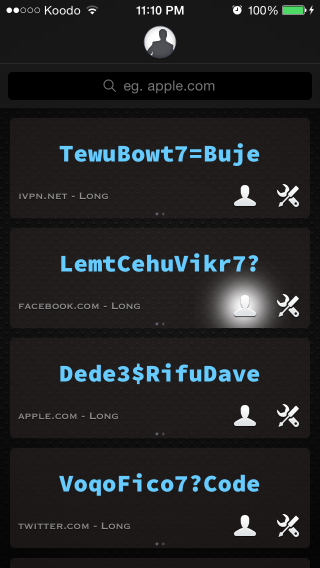 Koodo 11:10 PM 100%
eg. apple.com
TewuBowt7=Buje
ivpn.net - Long
LemtCehuVikr7?
facebook.com - Long
Dede3$RifuDave
apple.com - Long
VoqoFico7?Code
twitter.com - Long